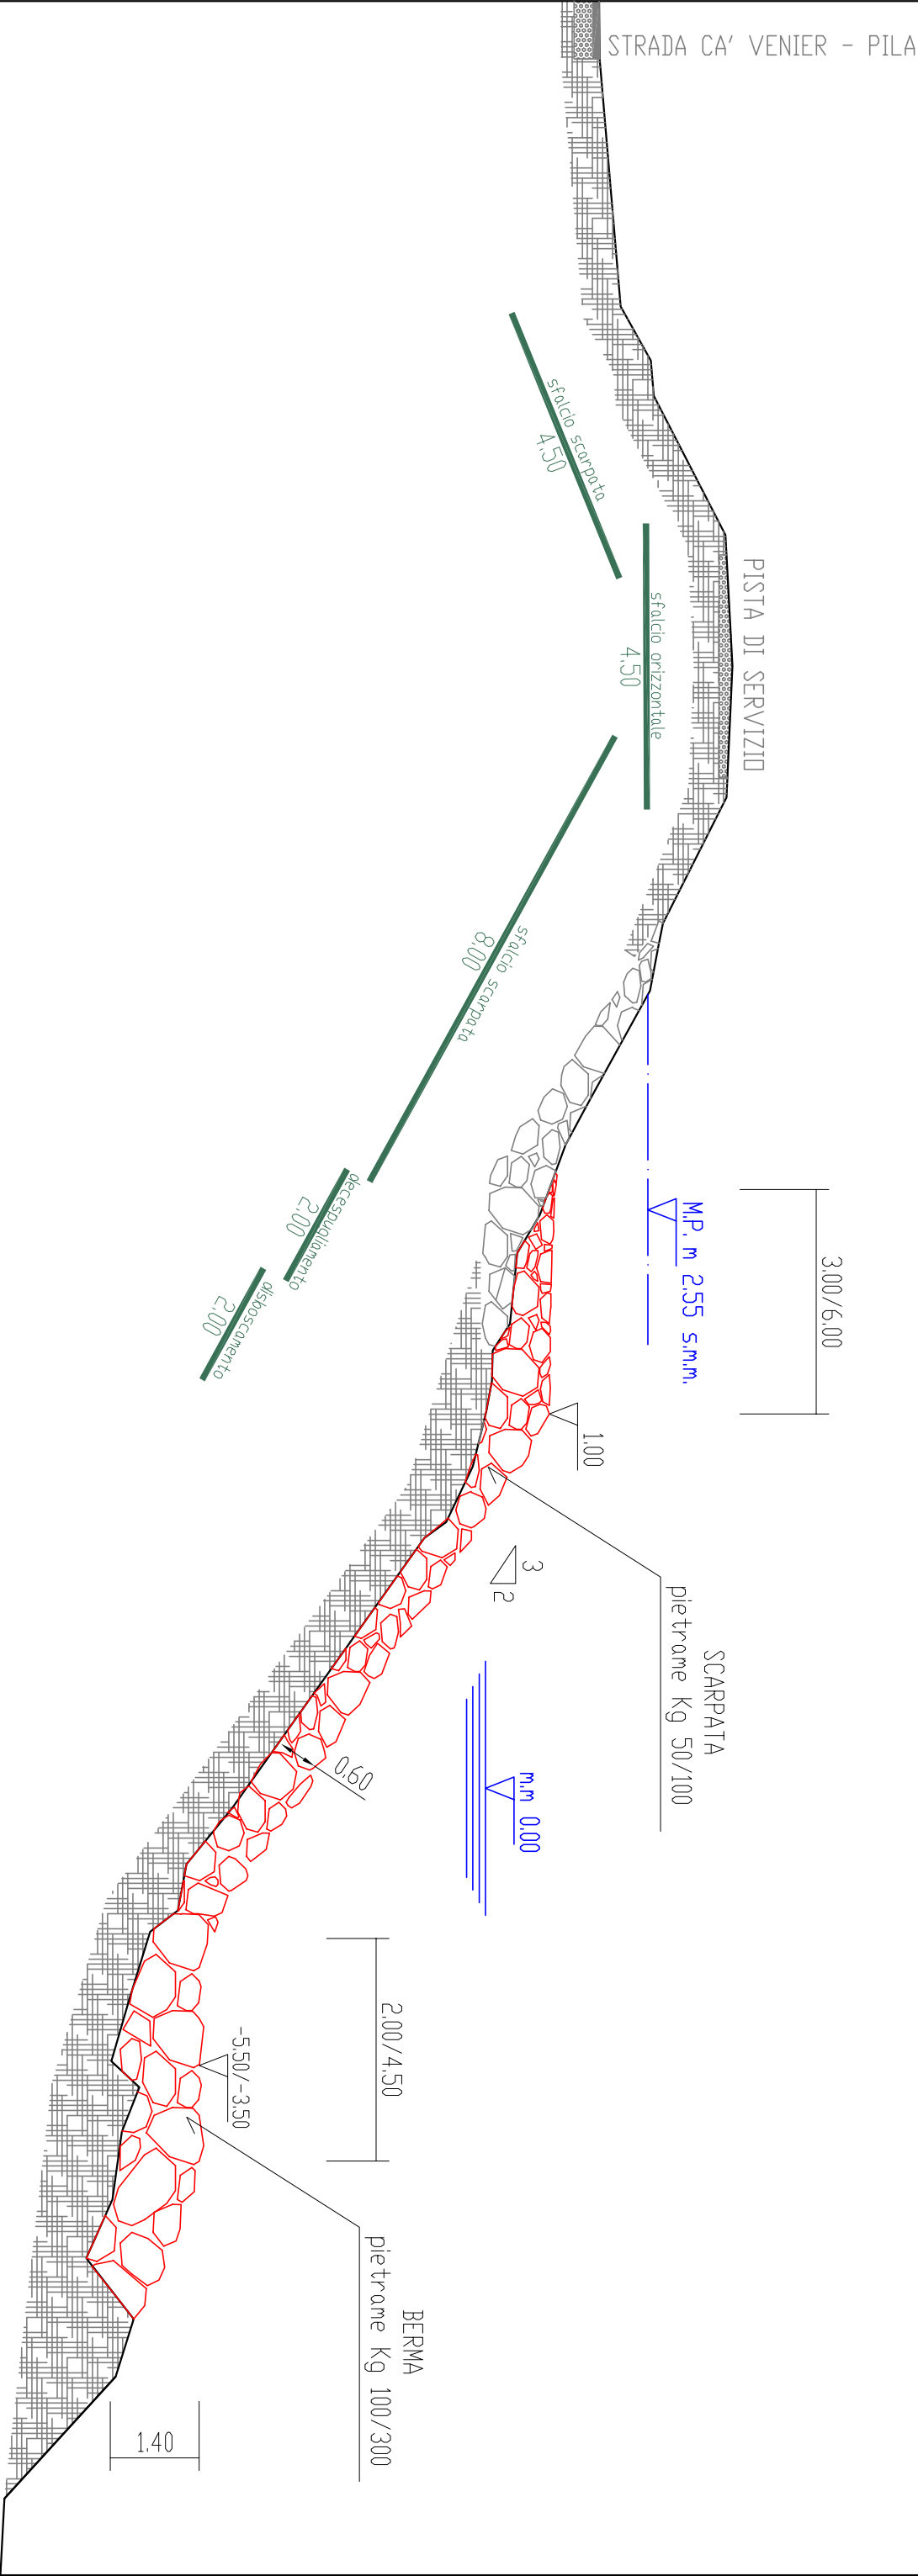 STRADA CA' VENIER - PILA
PISTA DI SERVIZIO
sfalcio scarpata
4.50
sfalcio orizzontale
4.50
sfalcio scarpata
8.00
decespugliamento
2.00
disboscamento
2.00
M.P. m 2.55 s.m.m.
3.00/6.00
1.00
3
2
SCARPATA
pietrame Kg 50/100
0.60
m.m 0.00
2.00/4.50
-5.50/-3.50
BERMA
pietrame Kg 100/300
1.40